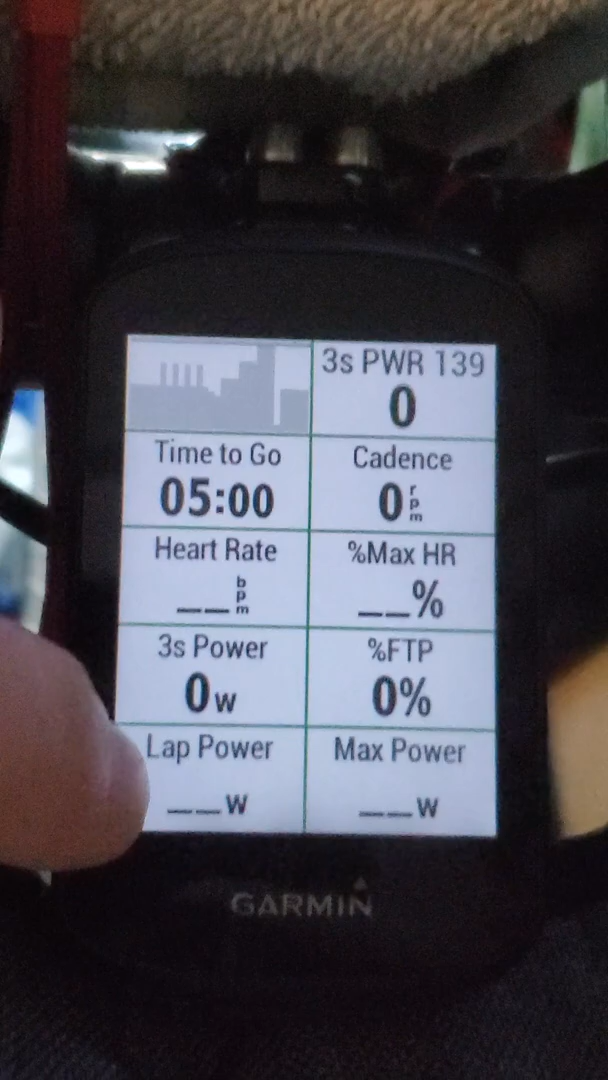 3s PWR 139
0
Time to Go
05:00
Cadence
0 rpm
Heart Rate
__ bpm
%Max HR
__%
3s Power
0w
%FTP
0%
Lap Power
__w
Max Power
__w
GARMIN